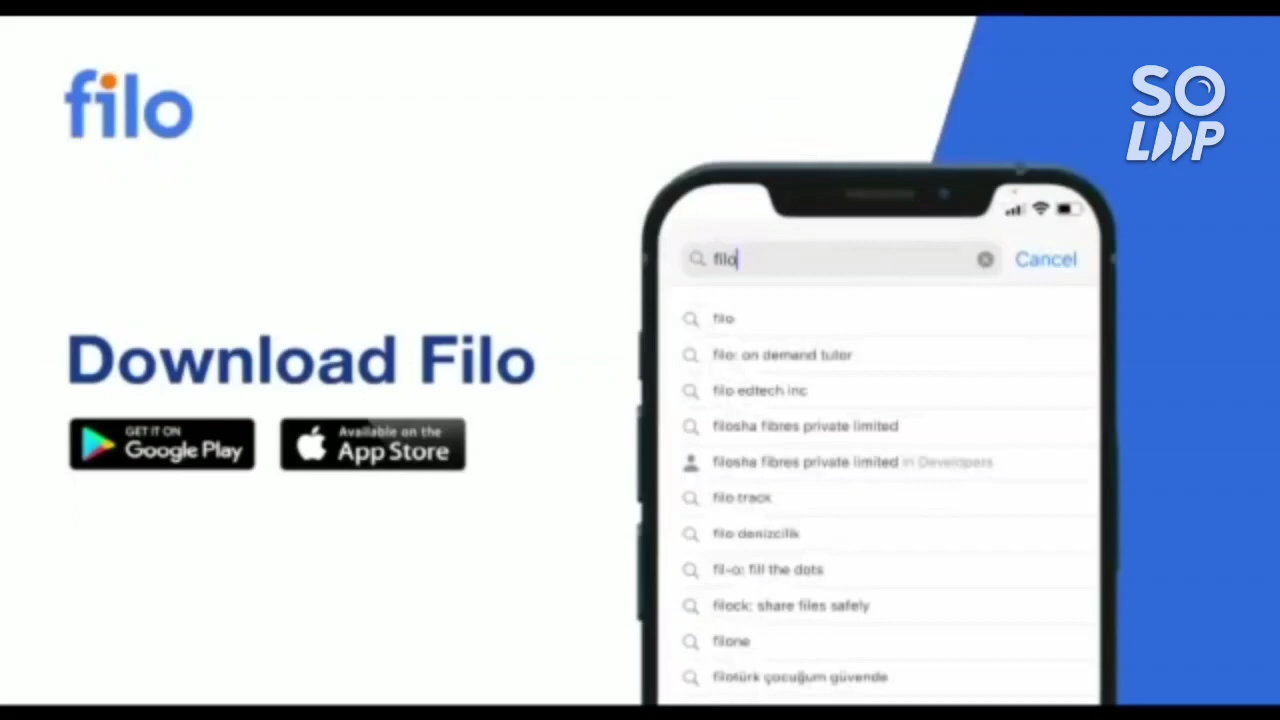 filo
SO
LOOP
Download Filo
GET IT ON
Google Play
Available on the
App Store
filo
Cancel
filo
filo: on demand tutor
filo edtech inc
filosha fibres private limited
filosha fibres private limited in Developers
filo track
filo denizcilik
fil-o: fill the dots
filock: share files safely
filone
filotürk çocuğum güvende